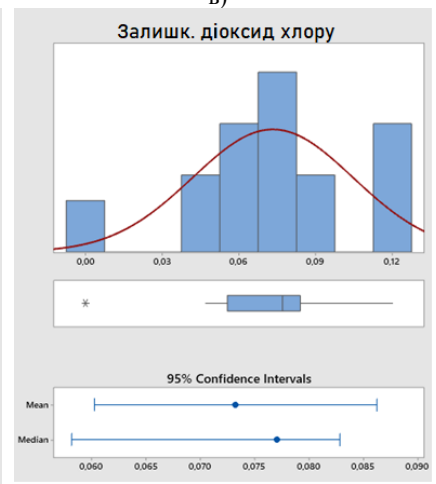 в)
Залишк. діоксид хлору
0,00 0,03 0,06 0,09 0,12
95% Confidence Intervals
Mean
Median
0,060 0,065 0,070 0,075 0,080 0,085 0,090